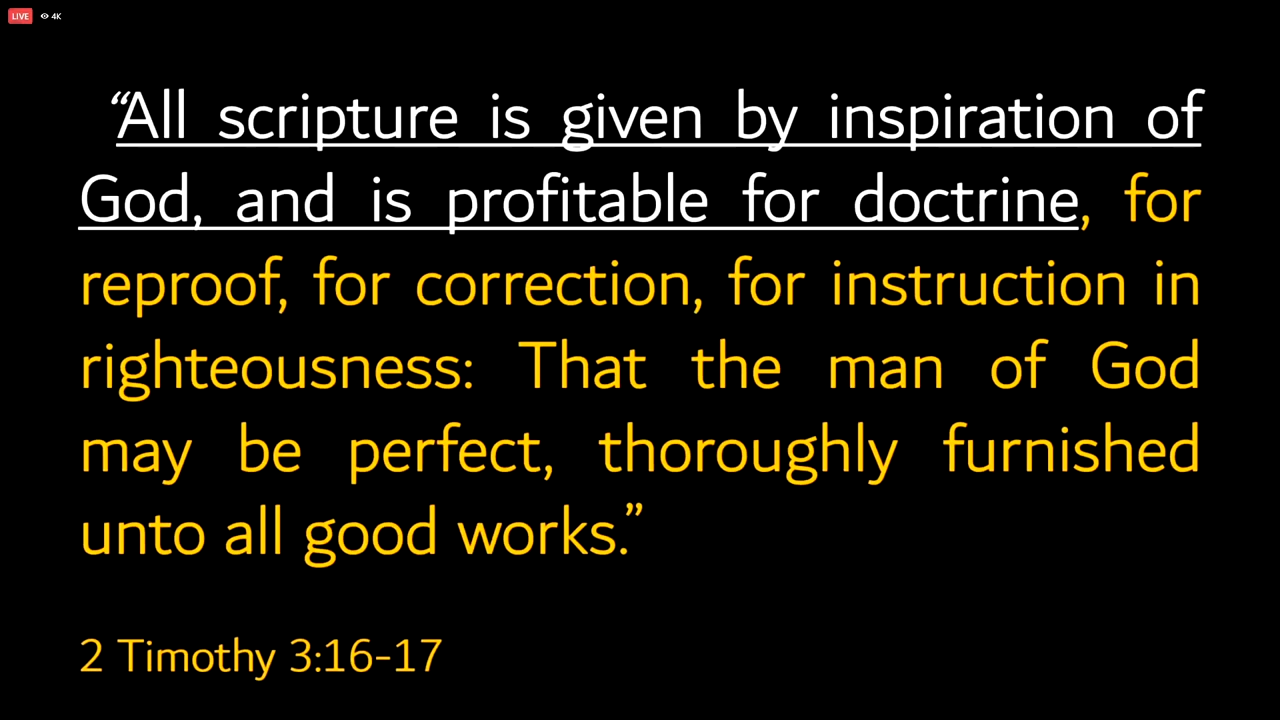 LIVE 4K
“All scripture is given by inspiration of
God, and is profitable for doctrine, for
reproof, for correction, for instruction in
righteousness: That the man of God
may be perfect, thoroughly furnished
unto all good works.”
2 Timothy 3:16-17